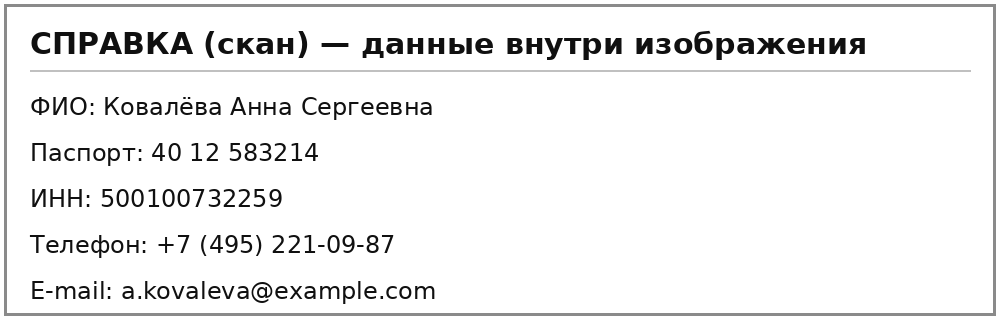 СПРАВКА (скан) — данные внутри изображения
ФИО: Ковалёва Анна Сергеевна
Паспорт: 40 12 583214
ИНН: 500100732259
Телефон: +7 (495) 221-09-87
E-mail: a.kovaleva@example.com